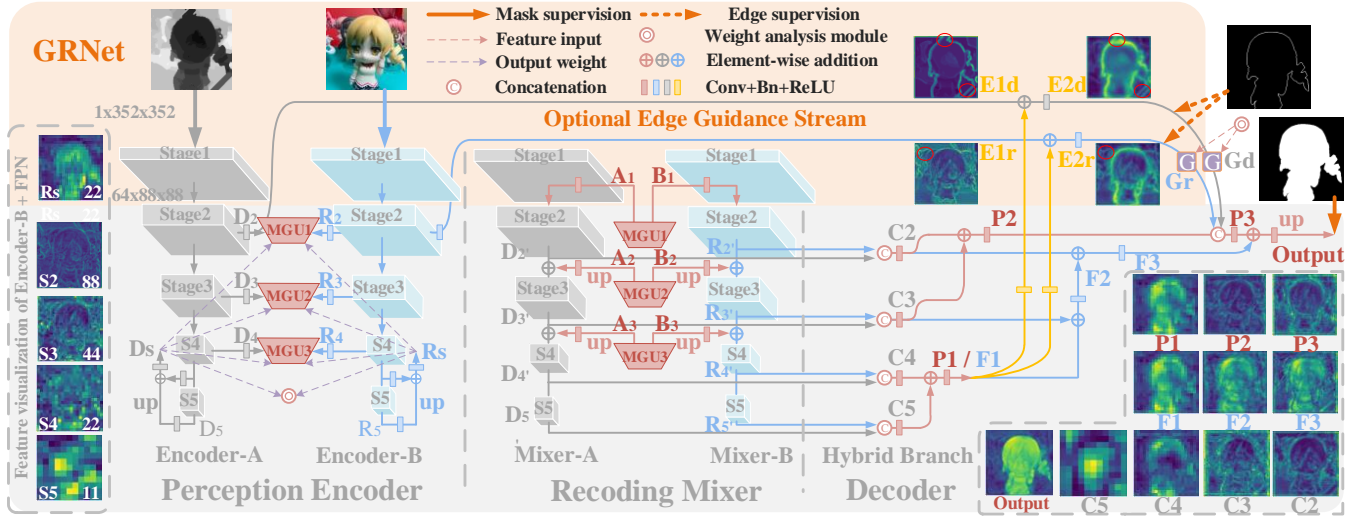 GRNet
Mask supervision
Edge supervision
Feature input
Weight analysis module
Output weight
Element-wise addition
Concatenation
Conv+Bn+ReLU
C
Optional Edge Guidance Stream
1x352x352
64x88x88
E1d
E2d
E1r
E2r
G
G
Gd
Gr
Feature visualization of Encoder-B + FPN
Rs 22
S2 88
S3 44
S4 22
S5 11
Stage1
Stage2
Stage3
S4
S5
D2
D3
D4
Ds
up
D5
MGU1
MGU2
MGU3
Stage1
Stage2
Stage3
S4
S5
R2
R3
R4
Rs
up
R5
Encoder-A
Encoder-B
Perception Encoder
Stage1
Stage2
Stage3
S4
S5
A1
B1
MGU1
A2
B2
up
up
MGU2
A3
B3
up
up
MGU3
Stage1
Stage2
Stage3
S4
S5
D2'
D3'
D4'
D5'
R2'
R3'
R4'
R5'
Mixer-A
Mixer-B
Recoding Mixer
C
C2
C
C3
C
C4
C
C5
P2
P1 / F1
F2
F3
C
P3
up
Output
Hybrid Branch
Decoder
P1
P2
P3
F1
F2
F3
Output
C5
C4
C3
C2